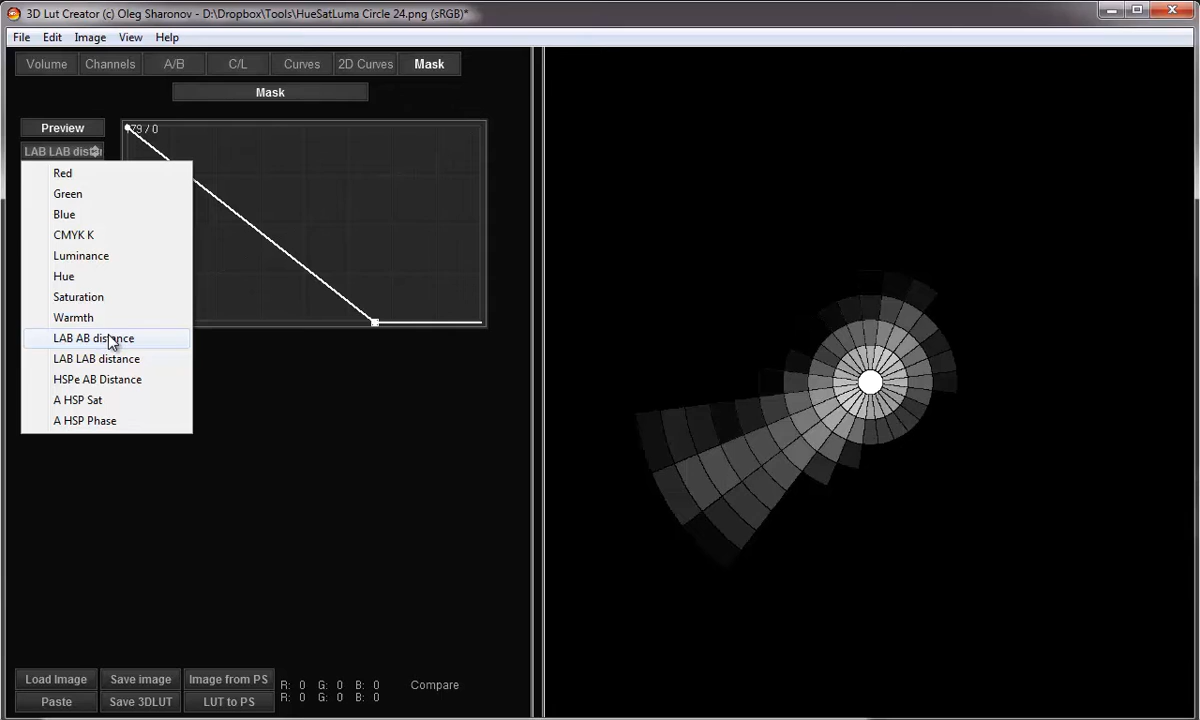 3D Lut Creator (c) Oleg Sharonov - D:\Dropbox\Tools\HueSatLuma Circle 24.png (sRGB)*
File Edit Image View Help
Volume Channels A/B C/L Curves 2D Curves Mask
Mask
Preview
79 / 0
LAB LAB dista
Red
Green
Blue
CMYK K
Luminance
Hue
Saturation
Warmth
LAB AB distance
LAB LAB distance
HSPe AB Distance
A HSP Sat
A HSP Phase
Load Image Save image Image from PS
R: 0 G: 0 B: 0 Compare
Paste Save 3DLUT LUT to PS
R: 0 G: 0 B: 0